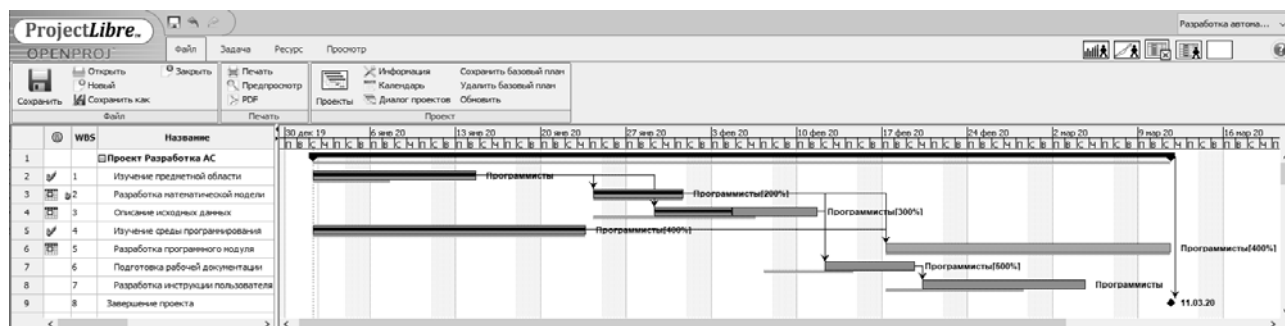 ProjectLibre™
OPENPROJ
Разработка автома...
Файл Задача Ресурс Просмотр
Сохранить
Открыть
Новый
Сохранить как
Закрыть
Файл
Печать
Предпросмотр
PDF
Печать
Проекты
Информация
Календарь
Диалог проектов
Сохранить базовый план
Удалить базовый план
Обновить
Проект
WBS Название
30 дек 19 6 янв 20 13 янв 20 20 янв 20 27 янв 20 3 фев 20 10 фев 20 17 фев 20 24 фев 20 2 мар 20 9 мар 20 16 мар 20
1 Проект Разработка АС
2 1 Изучение предметной области Программисты
3 2 Разработка математической модели Программисты[200%]
4 3 Описание исходных данных Программисты[300%]
5 4 Изучение среды программирования Программисты[400%]
6 5 Разработка программного модуля Программисты[400%]
7 6 Подготовка рабочей документации Программисты[500%]
8 7 Разработка инструкции пользователя Программисты
9 8 Завершение проекта 11.03.20